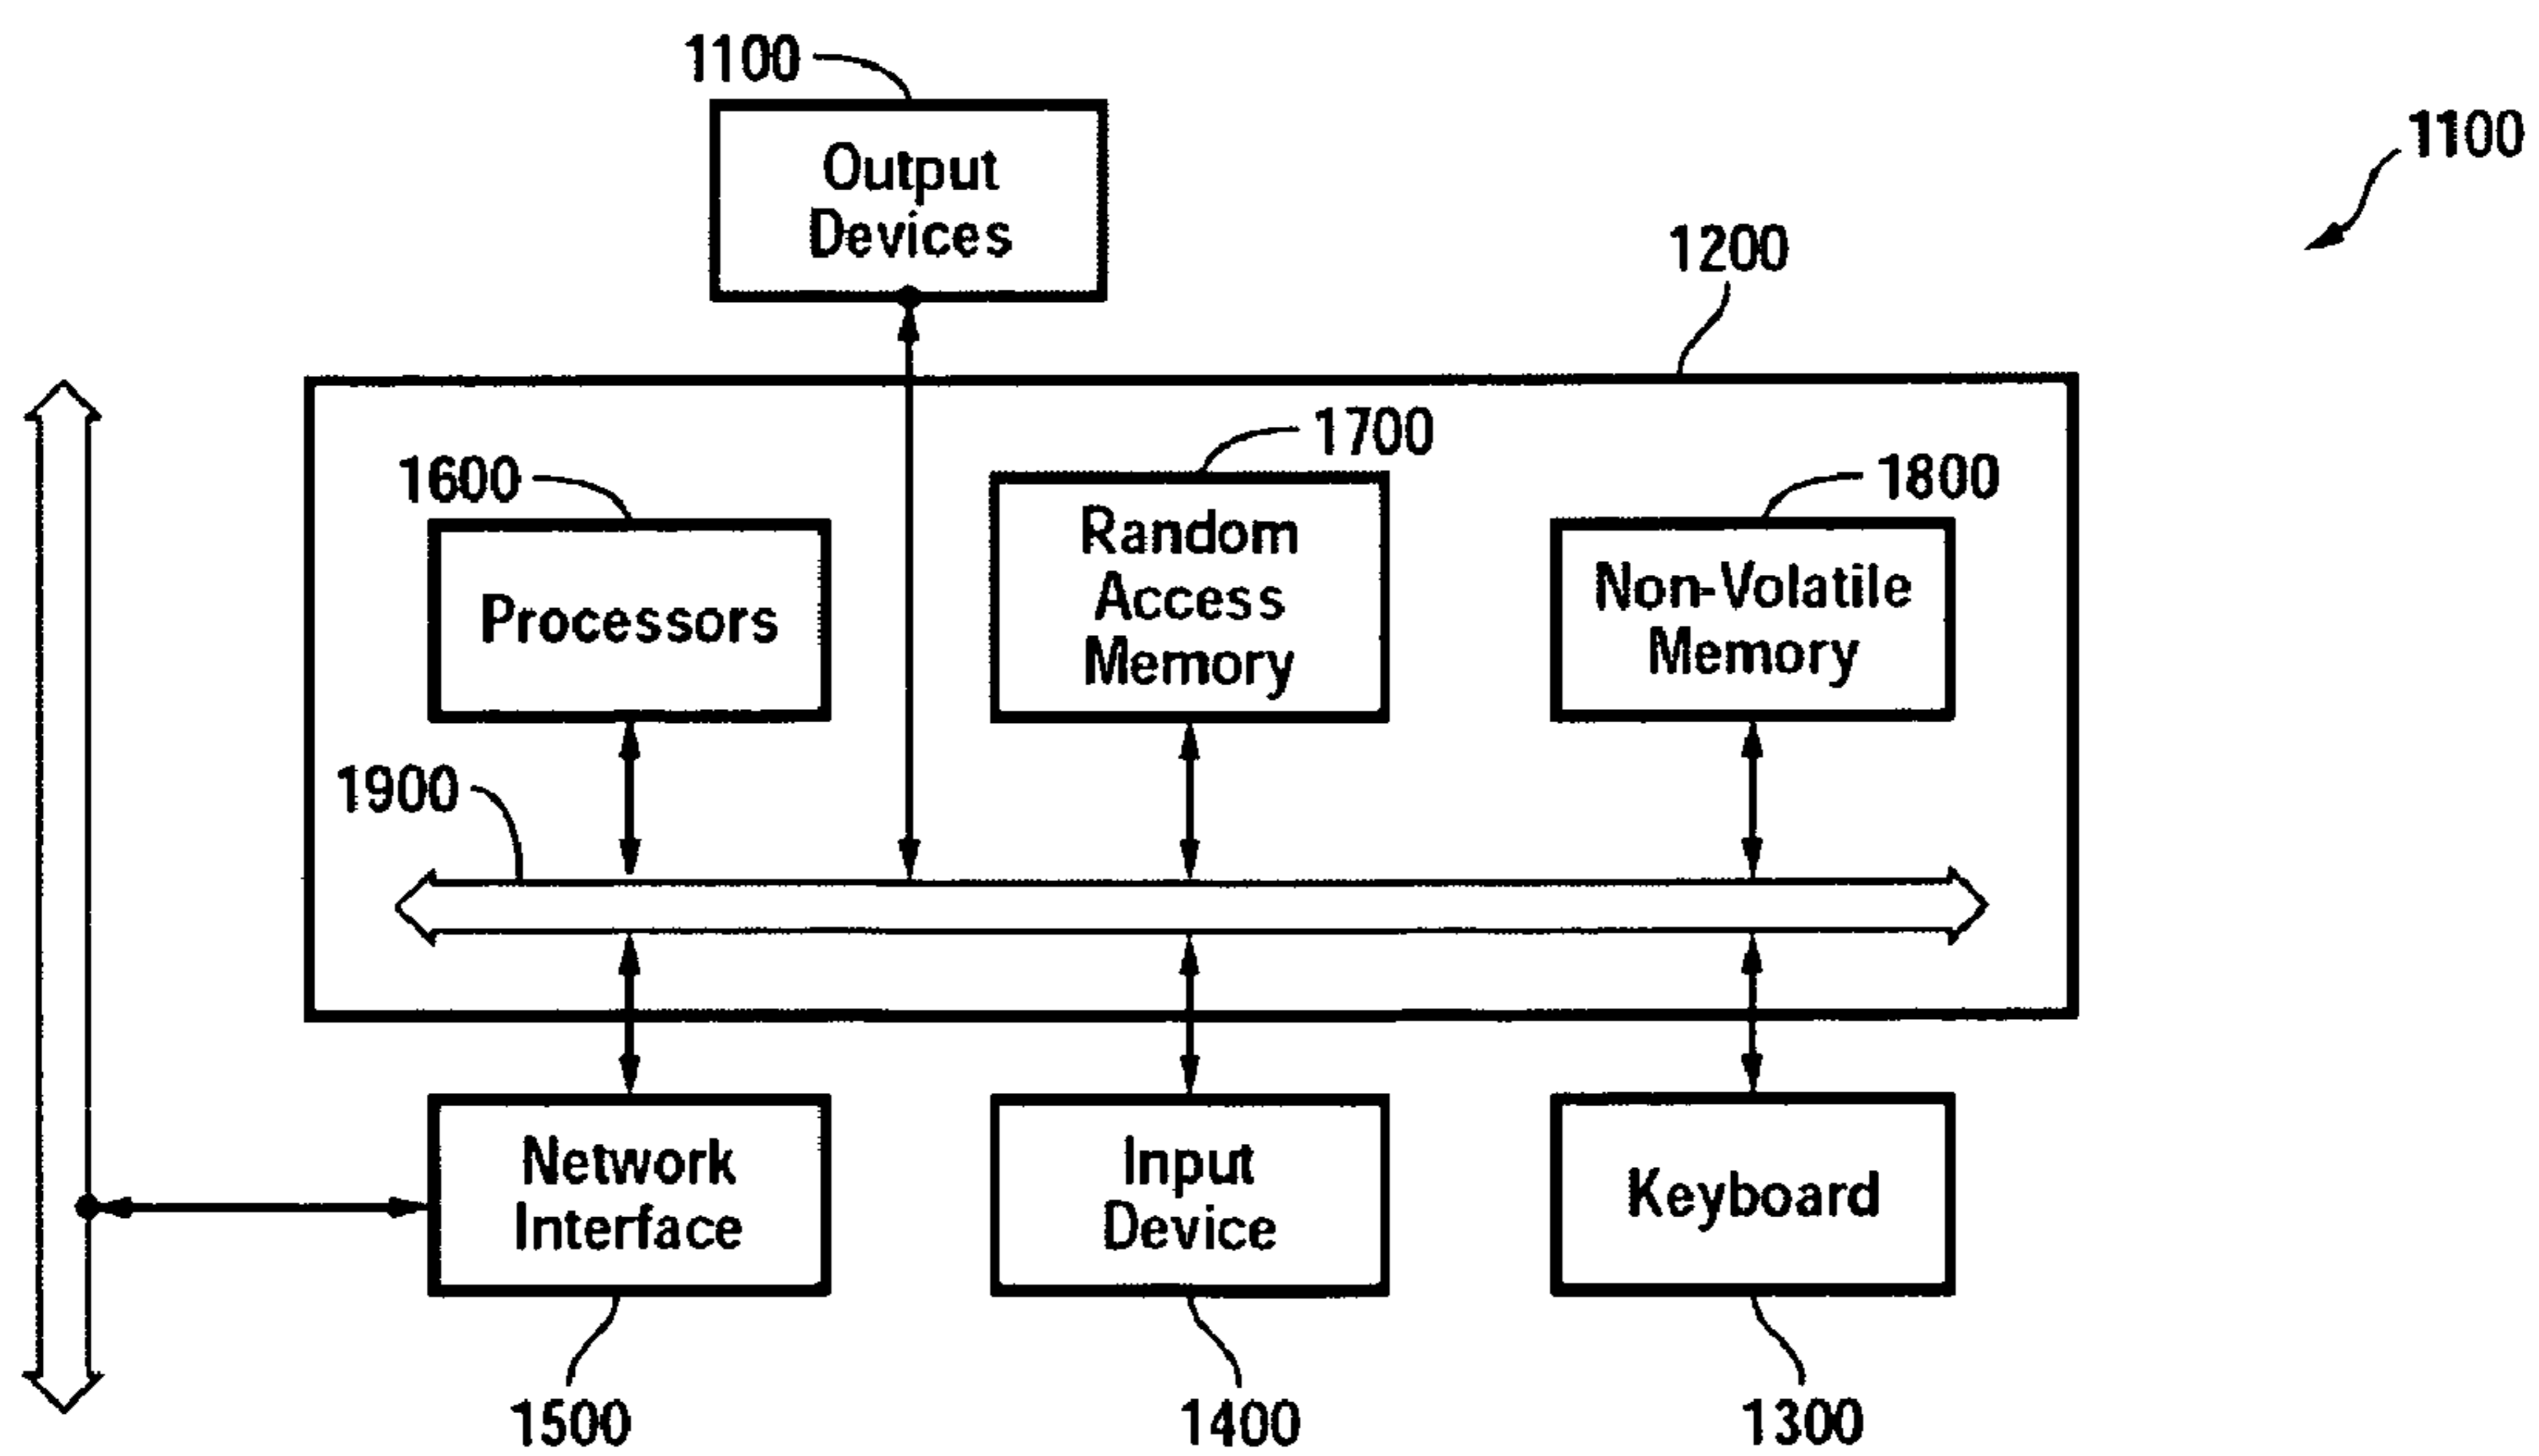 1100
Output
Devices
1100
1200
1700
1600
1800
Random
Access
Memory
Processors
Non-Volatile
Memory
1900
Network
Interface
Input
Device
Keyboard
1500
1400
1300